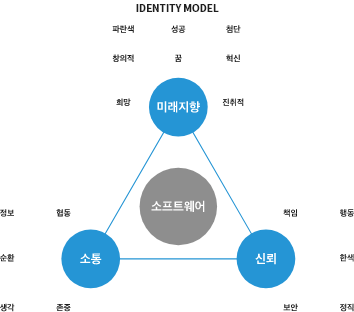 IDENTITY MODEL
파란색 성공 첨단
창의적 꿈 혁신
희망 진취적
미래지향
소프트웨어
정보 협동 책임 행동
순환 소통 신뢰 한색
생각 존중 보안 정직